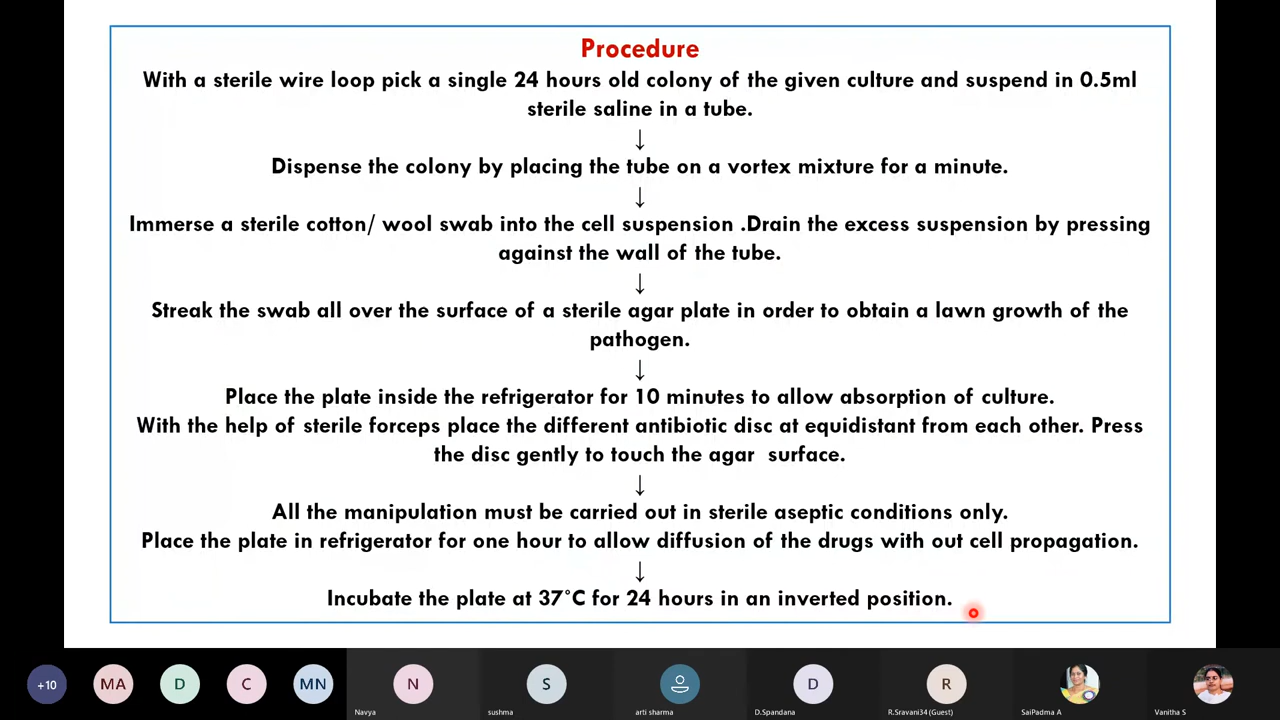 Procedure
With a sterile wire loop pick a single 24 hours old colony of the given culture and suspend in 0.5ml
sterile saline in a tube.
↓
Dispense the colony by placing the tube on a vortex mixture for a minute.
↓
Immerse a sterile cotton/ wool swab into the cell suspension .Drain the excess suspension by pressing
against the wall of the tube.
↓
Streak the swab all over the surface of a sterile agar plate in order to obtain a lawn growth of the
pathogen.
↓
Place the plate inside the refrigerator for 10 minutes to allow absorption of culture.
With the help of sterile forceps place the different antibiotic disc at equidistant from each other. Press
the disc gently to touch the agar  surface.
↓
All the manipulation must be carried out in sterile aseptic conditions only.
Place the plate in refrigerator for one hour to allow diffusion of the drugs with out cell propagation.
↓
Incubate the plate at 37°C for 24 hours in an inverted position.
+10 MA D C MN N S D R
Navya sushma arti sharma D.Spandana R.Sravani34 (Guest) SaiPadma A Vanitha S